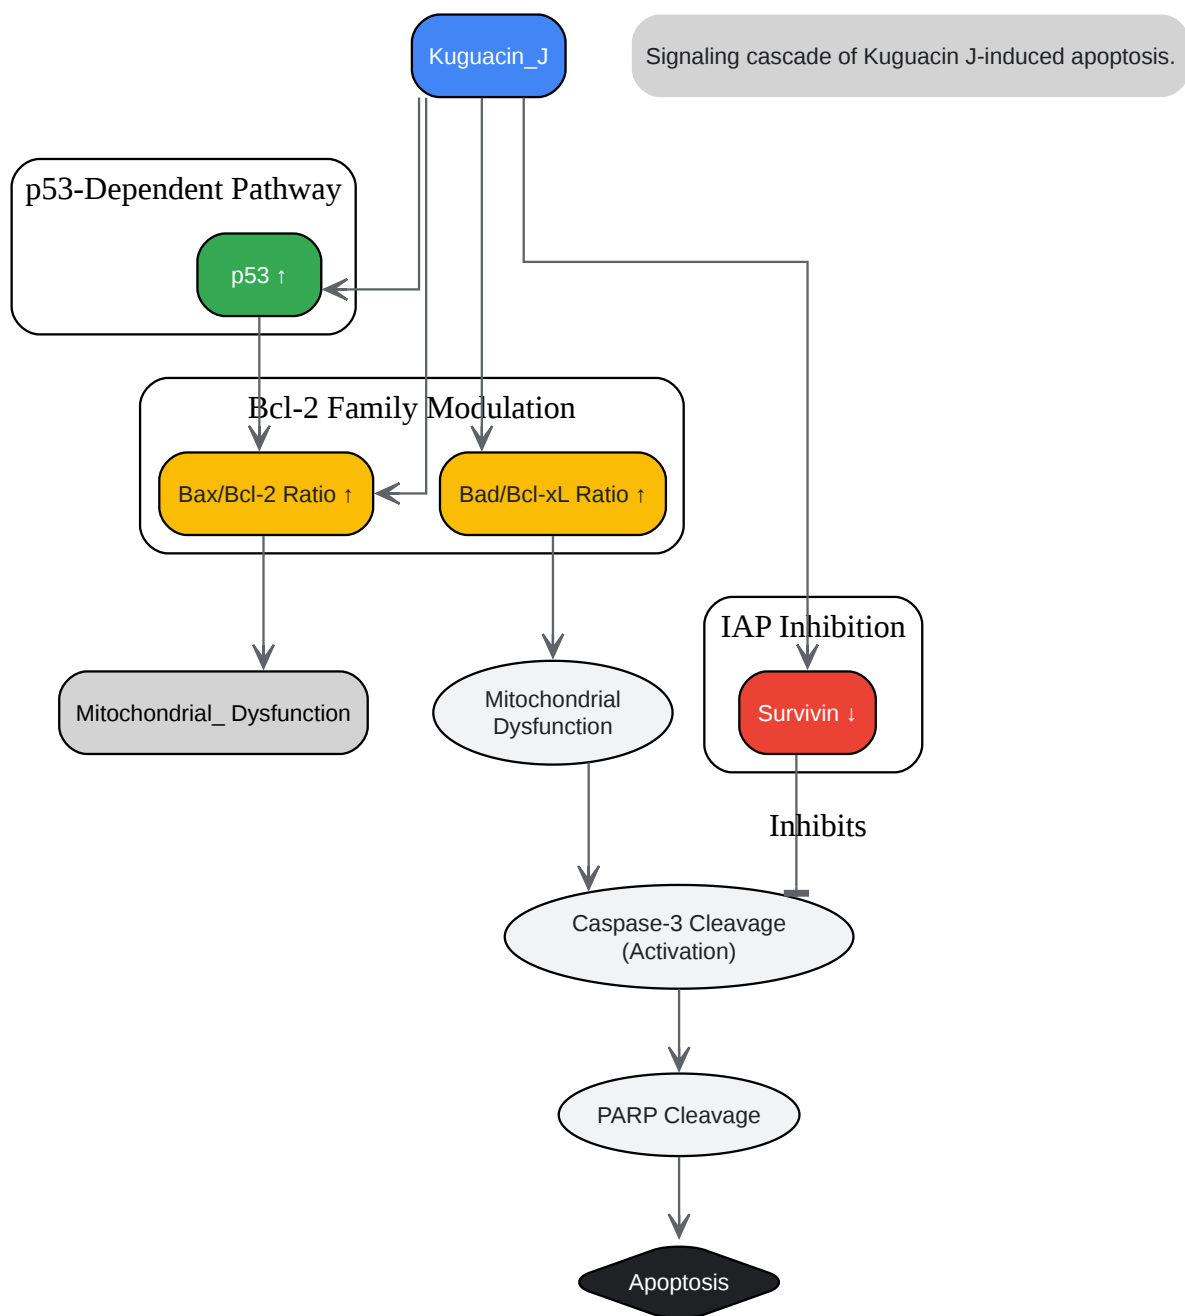 Kuguacin_J
Signaling cascade of Kuguacin J-induced apoptosis.
p53-Dependent Pathway
p53 ↑
Bcl-2 Family Modulation
Bax/Bcl-2 Ratio ↑
Bad/Bcl-xL Ratio ↑
IAP Inhibition
Mitochondrial_ Dysfunction
Mitochondrial
Dysfunction
Survivin ↓
Inhibits
Caspase-3 Cleavage
(Activation)
PARP Cleavage
Apoptosis